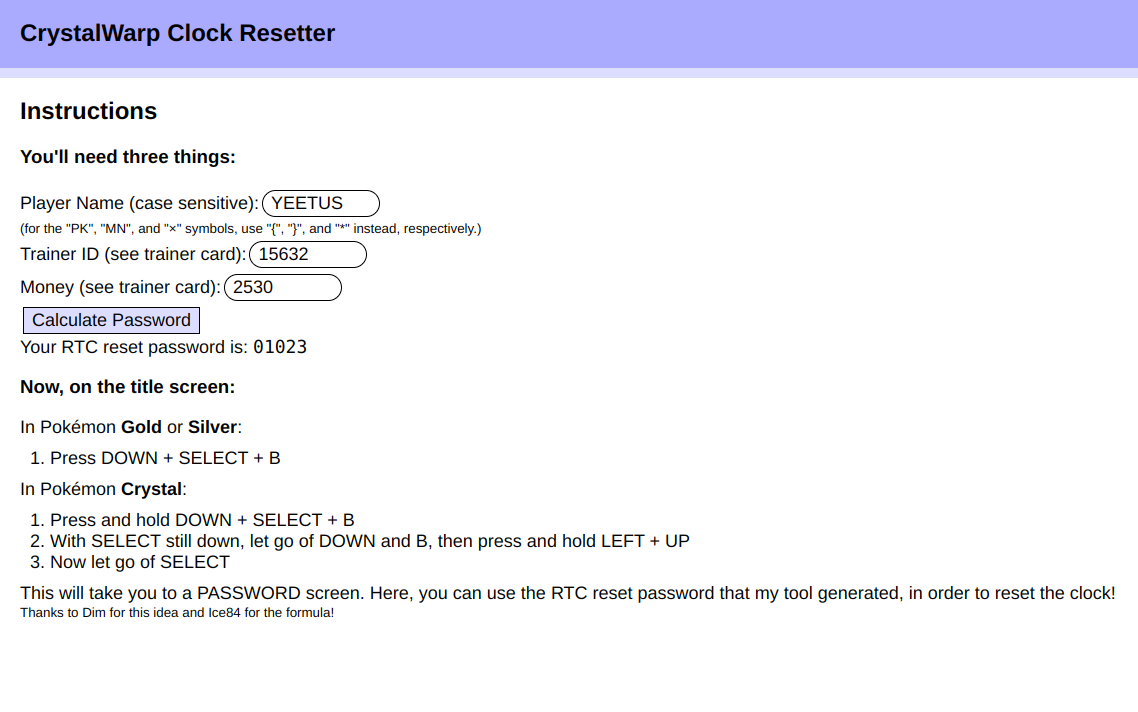 CrystalWarp Clock Resetter
Instructions
You'll need three things:
Player Name (case sensitive): YEETUS
(for the "PK", "MN", and "×" symbols, use "{", "}", and "*" instead, respectively.)
Trainer ID (see trainer card): 15632
Money (see trainer card): 2530
Calculate Password
Your RTC reset password is: 01023
Now, on the title screen:
In Pokémon Gold or Silver:
1. Press DOWN + SELECT + B
In Pokémon Crystal:
1. Press and hold DOWN + SELECT + B
2. With SELECT still down, let go of DOWN and B, then press and hold LEFT + UP
3. Now let go of SELECT
This will take you to a PASSWORD screen. Here, you can use the RTC reset password that my tool generated, in order to reset the clock!
Thanks to Dim for this idea and Ice84 for the formula!